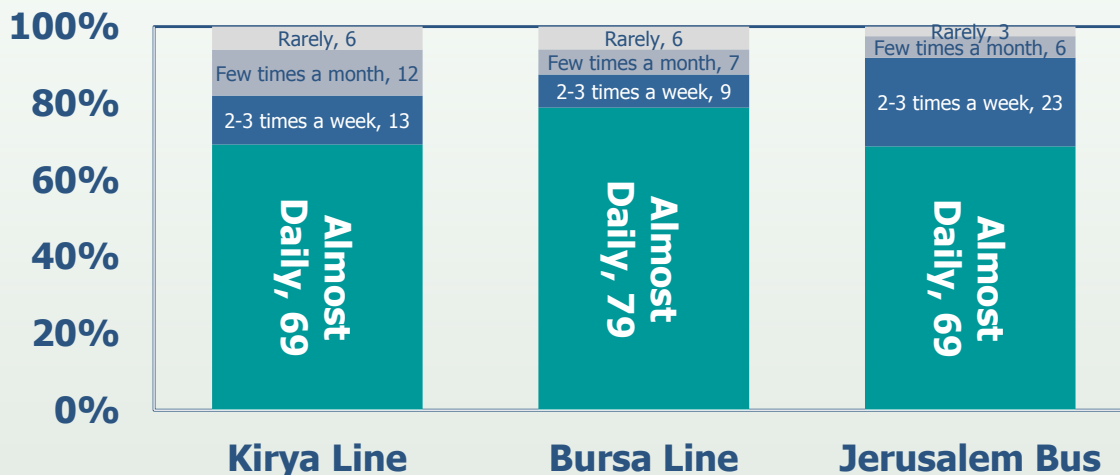 100%
80%
60%
40%
20%
0%
Rarely, 6
Few times a month, 12
2-3 times a week, 13
Almost
Daily, 69
Rarely, 6
Few times a month, 7
2-3 times a week, 9
Almost
Daily, 79
Rarely, 3
Few times a month, 6
2-3 times a week, 23
Almost
Daily, 69
Kirya Line
Bursa Line
Jerusalem Bus